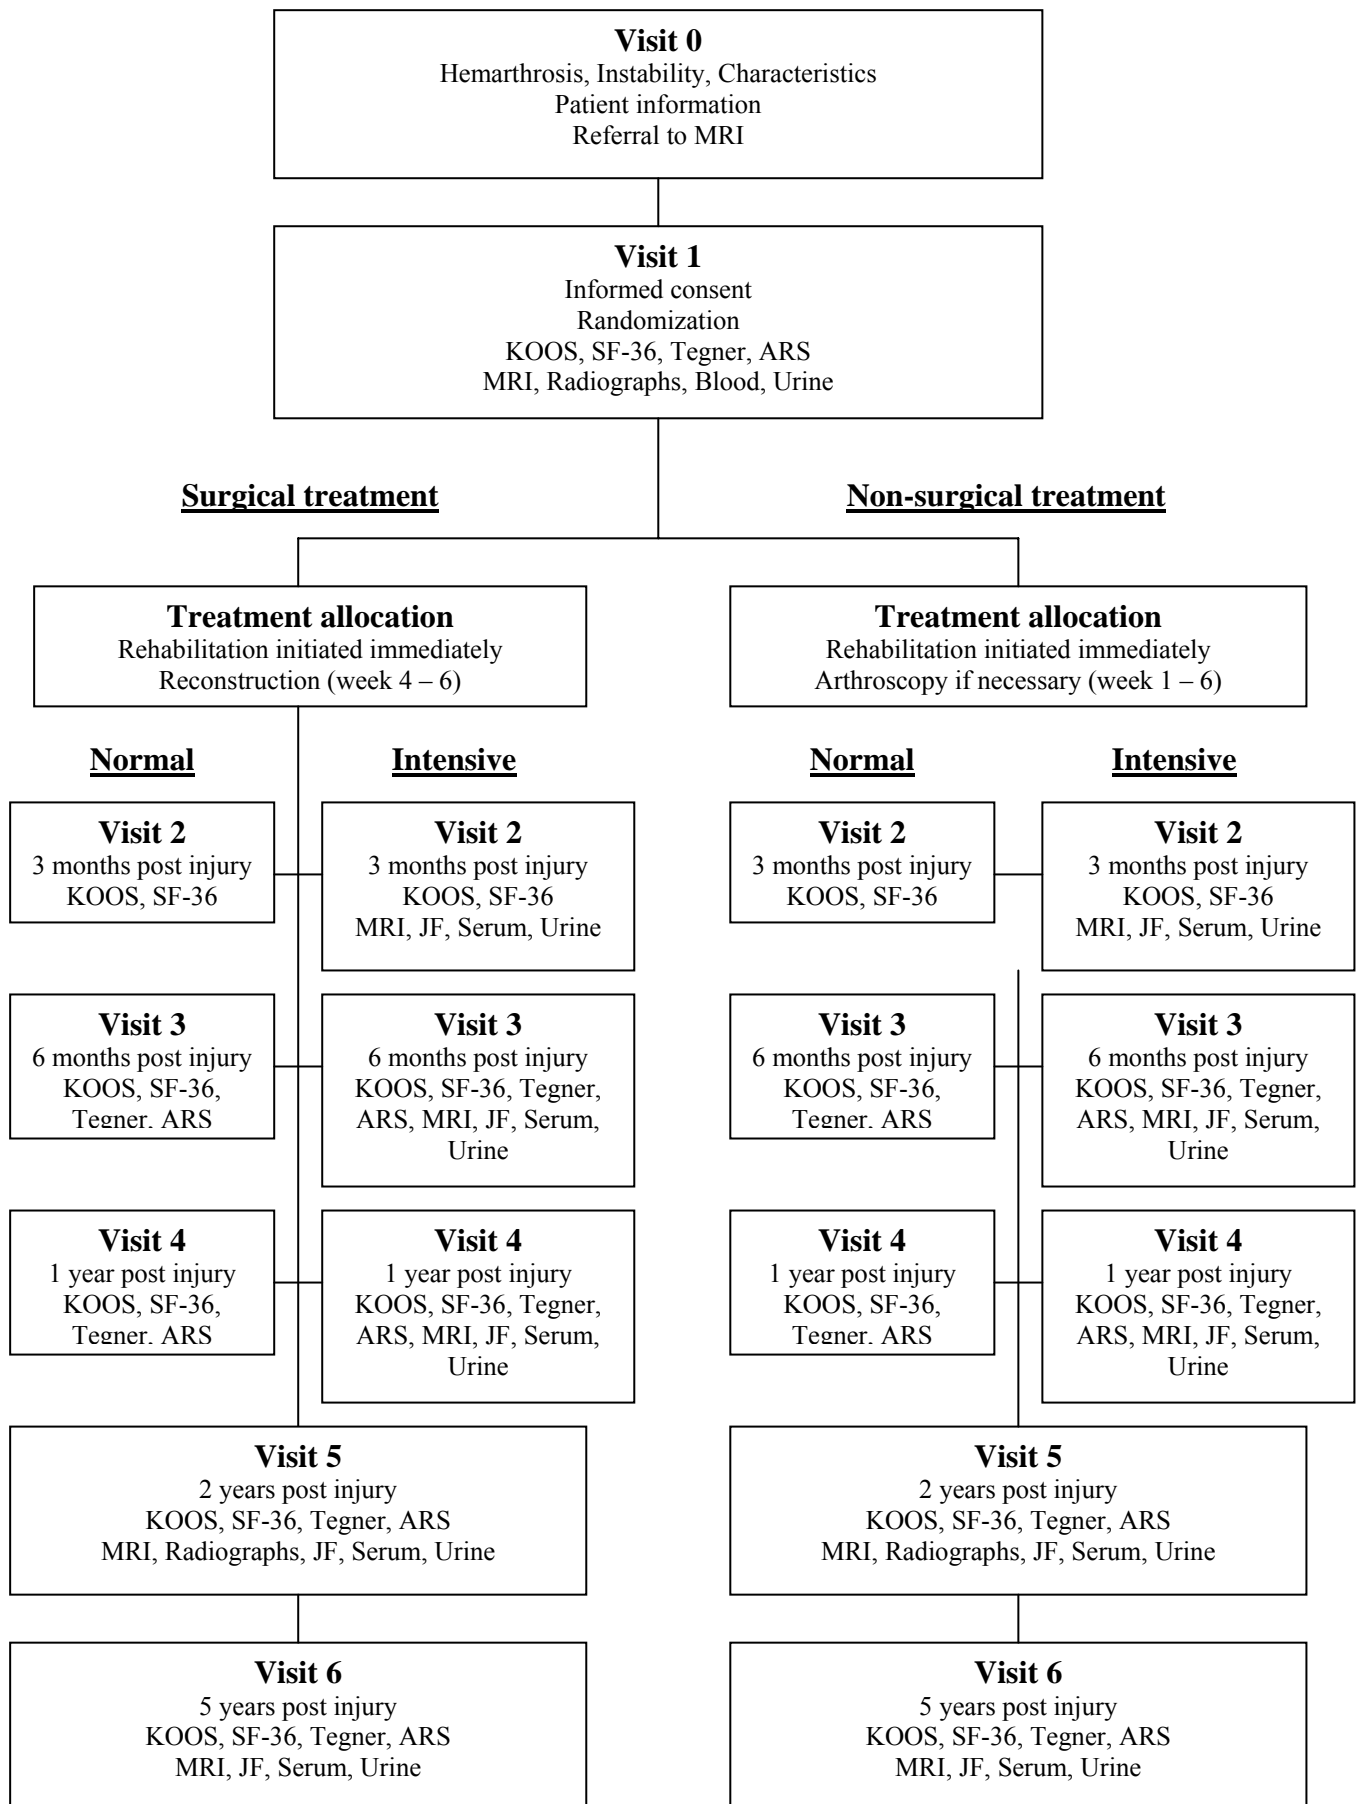 Visit 0
Hemarthrosis, Instability, Characteristics
Patient information
Referral to MRI
Visit 1
Informed consent
Randomization
KOOS, SF-36, Tegner, ARS
MRI, Radiographs, Blood, Urine
Surgical treatment
Non-surgical treatment
Treatment allocation
Rehabilitation initiated immediately
Reconstruction (week 4 – 6)
Treatment allocation
Rehabilitation initiated immediately
Arthroscopy if necessary (week 1 – 6)
Normal
Intensive
Normal
Intensive
Visit 2
3 months post injury
KOOS, SF-36
Visit 2
3 months post injury
KOOS, SF-36
MRI, JF, Serum, Urine
Visit 2
3 months post injury
KOOS, SF-36
Visit 2
3 months post injury
KOOS, SF-36
MRI, JF, Serum, Urine
Visit 3
6 months post injury
KOOS, SF-36,
Tegner, ARS
Visit 3
6 months post injury
KOOS, SF-36, Tegner,
ARS, MRI, JF, Serum,
Urine
Visit 3
6 months post injury
KOOS, SF-36,
Tegner, ARS
Visit 3
6 months post injury
KOOS, SF-36, Tegner,
ARS, MRI, JF, Serum,
Urine
Visit 4
1 year post injury
KOOS, SF-36,
Tegner, ARS
Visit 4
1 year post injury
KOOS, SF-36, Tegner,
ARS, MRI, JF, Serum,
Urine
Visit 4
1 year post injury
KOOS, SF-36,
Tegner, ARS
Visit 4
1 year post injury
KOOS, SF-36, Tegner,
ARS, MRI, JF, Serum,
Urine
Visit 5
2 years post injury
KOOS, SF-36, Tegner, ARS
MRI, Radiographs, JF, Serum, Urine
Visit 5
2 years post injury
KOOS, SF-36, Tegner, ARS
MRI, Radiographs, JF, Serum, Urine
Visit 6
5 years post injury
KOOS, SF-36, Tegner, ARS
MRI, JF, Serum, Urine
Visit 6
5 years post injury
KOOS, SF-36, Tegner, ARS
MRI, JF, Serum, Urine